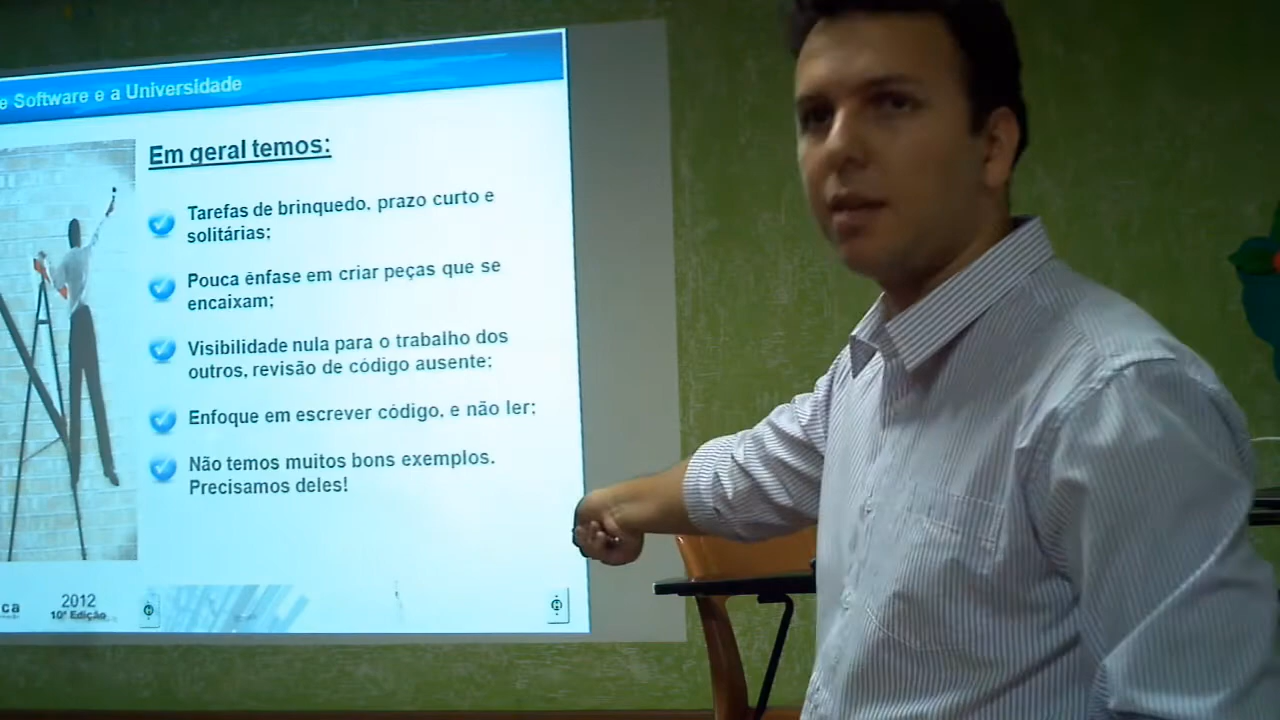 e Software e a Universidade
Em geral temos:
Tarefas de brinquedo, prazo curto e
solitárias;
Pouca ênfase em criar peças que se
encaixam;
Visibilidade nula para o trabalho dos
outros, revisão de código ausente;
Enfoque em escrever código, e não ler;
Não temos muitos bons exemplos.
Precisamos deles!
ca
2012
10ª Edição